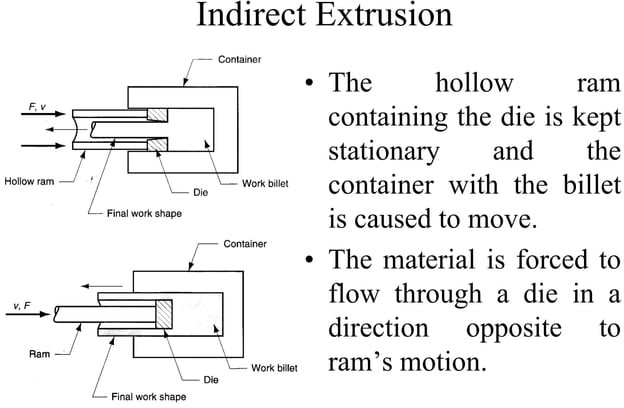 Indirect Extrusion
Container
F, v
Hollow ram
Work billet
Die
Final work shape
Container
v, F
Ram
Work billet
Die
Final work shape
• The hollow ram
containing the die is kept
stationary and the
container with the billet
is caused to move.
• The material is forced to
flow through a die in a
direction opposite to
ram's motion.